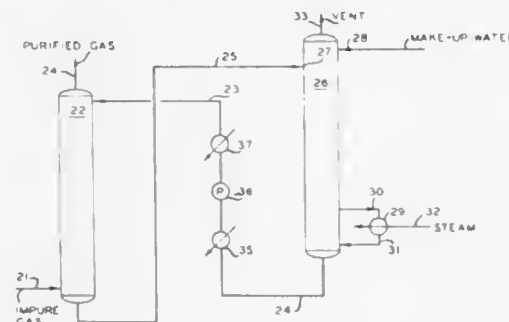 33
VENT
28
MAKE-UP WATER
PURIFIED GAS
24
25
27
26
22
23
37
P
36
30
29
32
STEAM
31
35
21
IMPURE
GAS
24